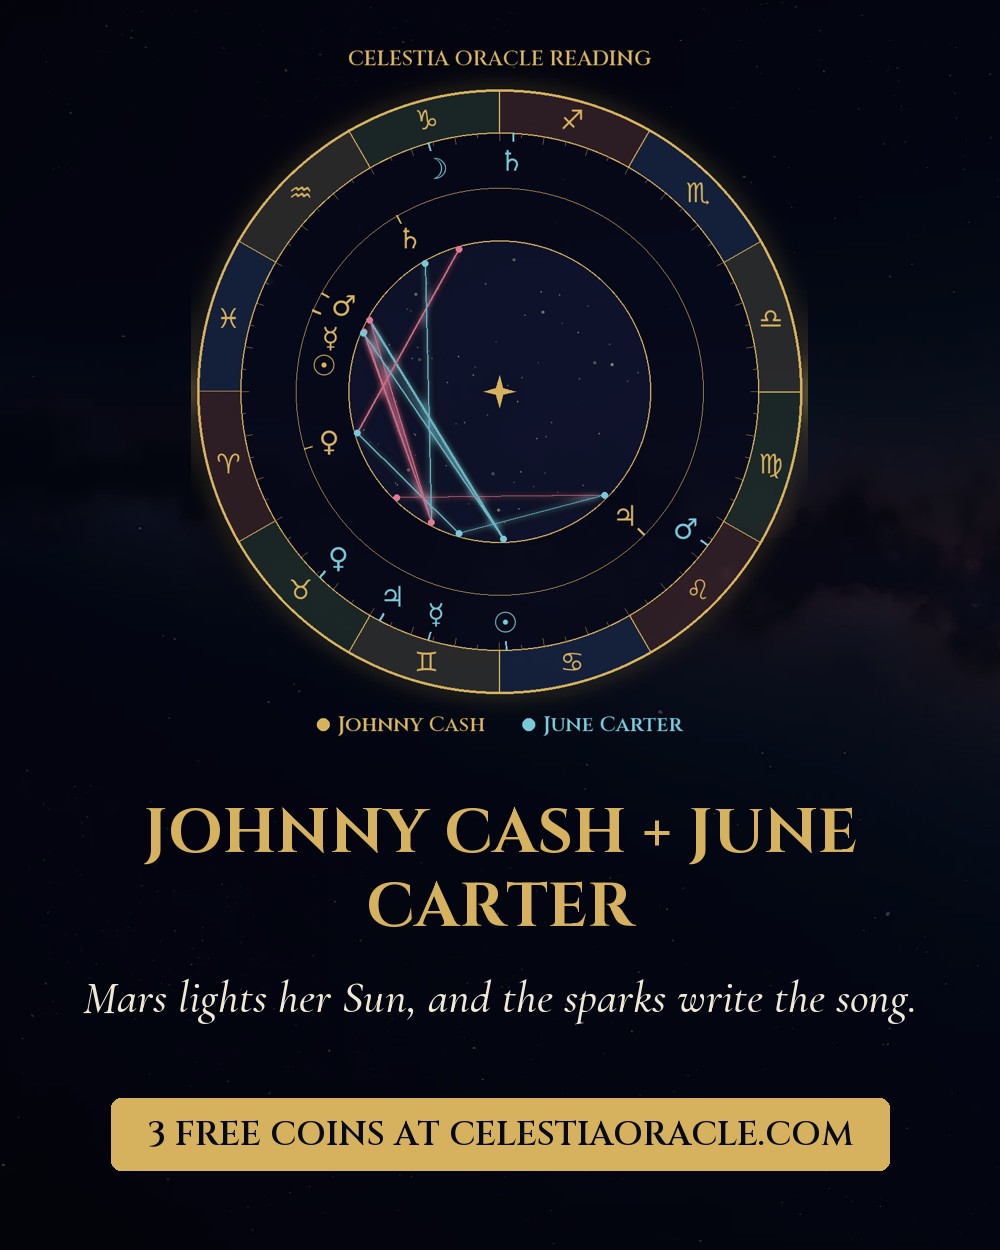 CELESTIA ORACLE READING
Johnny Cash
June Carter
JOHNNY CASH + JUNE
CARTER
Mars lights her Sun, and the sparks write the song.
3 FREE COINS AT CELESTIAORACLE.COM